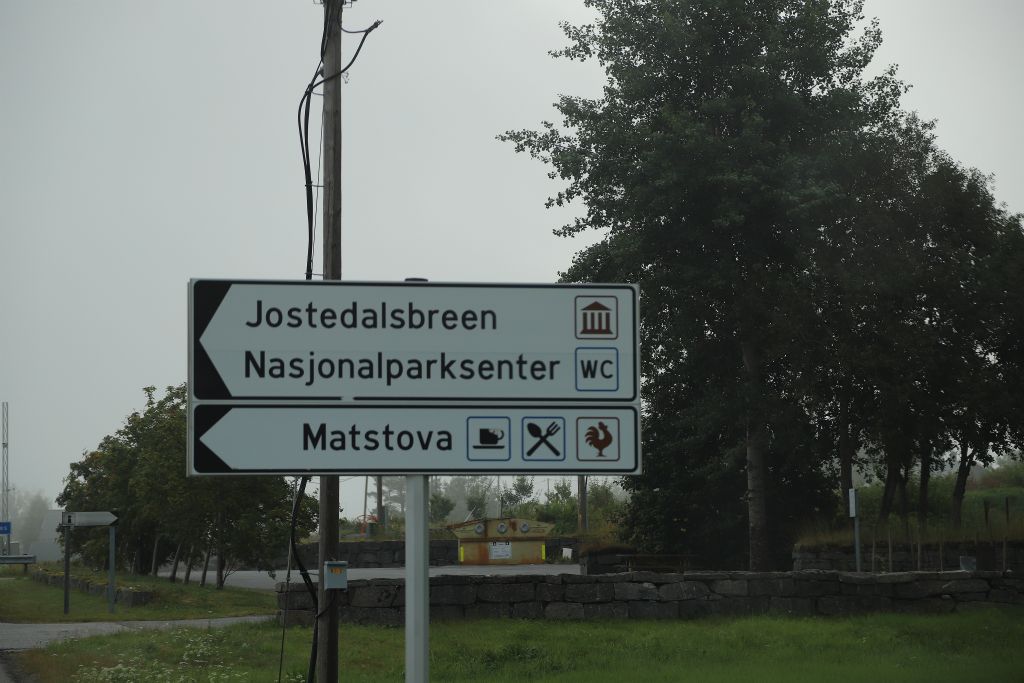 Jostedalsbreen
Nasjonalparksenter WC
Matstova